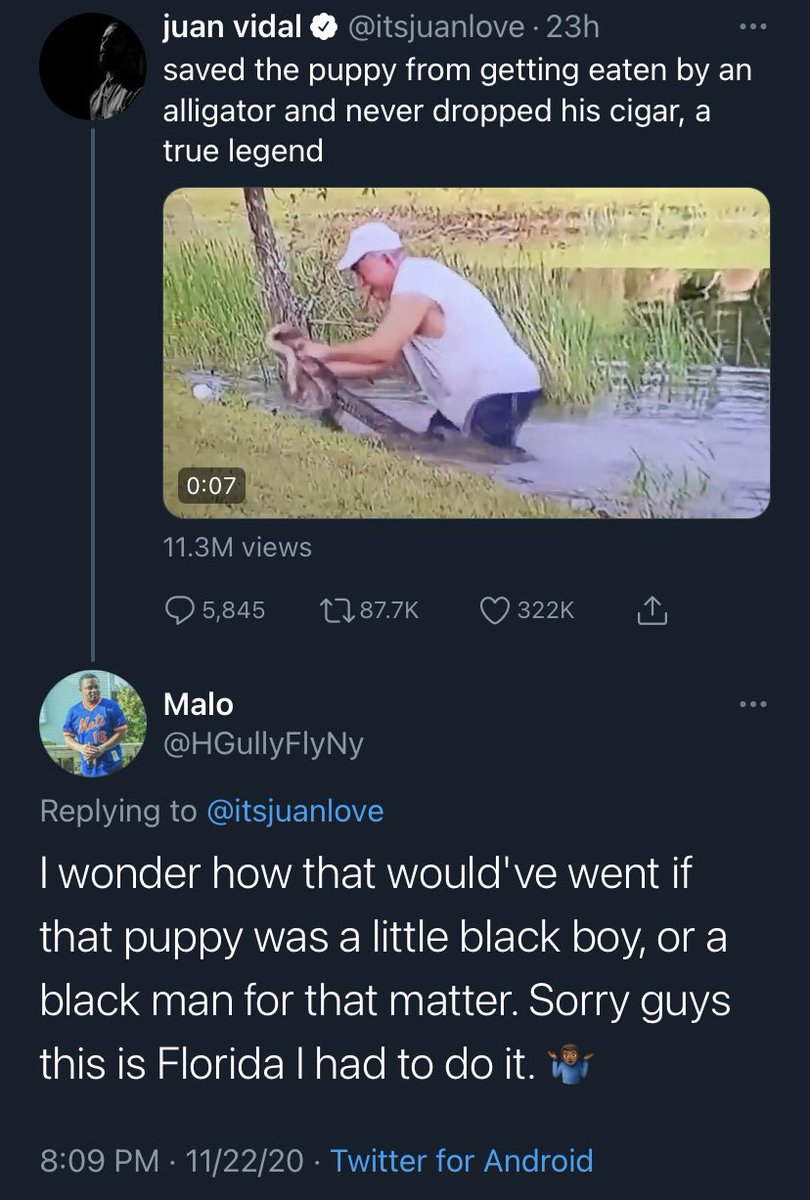 juan vidal @itsjuanlove · 23h
saved the puppy from getting eaten by an
alligator and never dropped his cigar, a
true legend
0:07
11.3M views
5,845 87.7K 322K
Malo
@HGullyFlyNy
Mets
16
Replying to @itsjuanlove
I wonder how that would've went if
that puppy was a little black boy, or a
black man for that matter. Sorry guys
this is Florida I had to do it. 🤷🏾‍♂️
8:09 PM · 11/22/20 · Twitter for Android